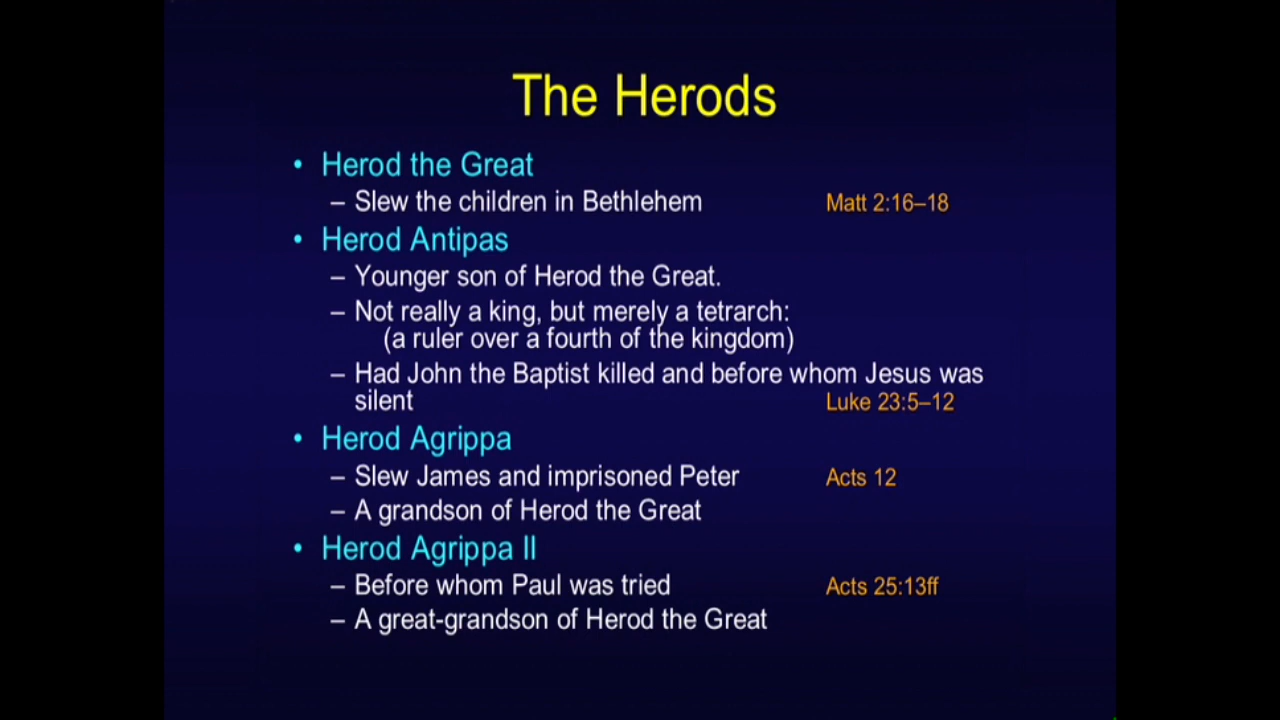 The Herods
• Herod the Great
– Slew the children in Bethlehem Matt 2:16–18
• Herod Antipas
– Younger son of Herod the Great.
– Not really a king, but merely a tetrarch:
(a ruler over a fourth of the kingdom)
– Had John the Baptist killed and before whom Jesus was
silent Luke 23:5–12
• Herod Agrippa
– Slew James and imprisoned Peter Acts 12
– A grandson of Herod the Great
• Herod Agrippa II
– Before whom Paul was tried Acts 25:13ff
– A great-grandson of Herod the Great